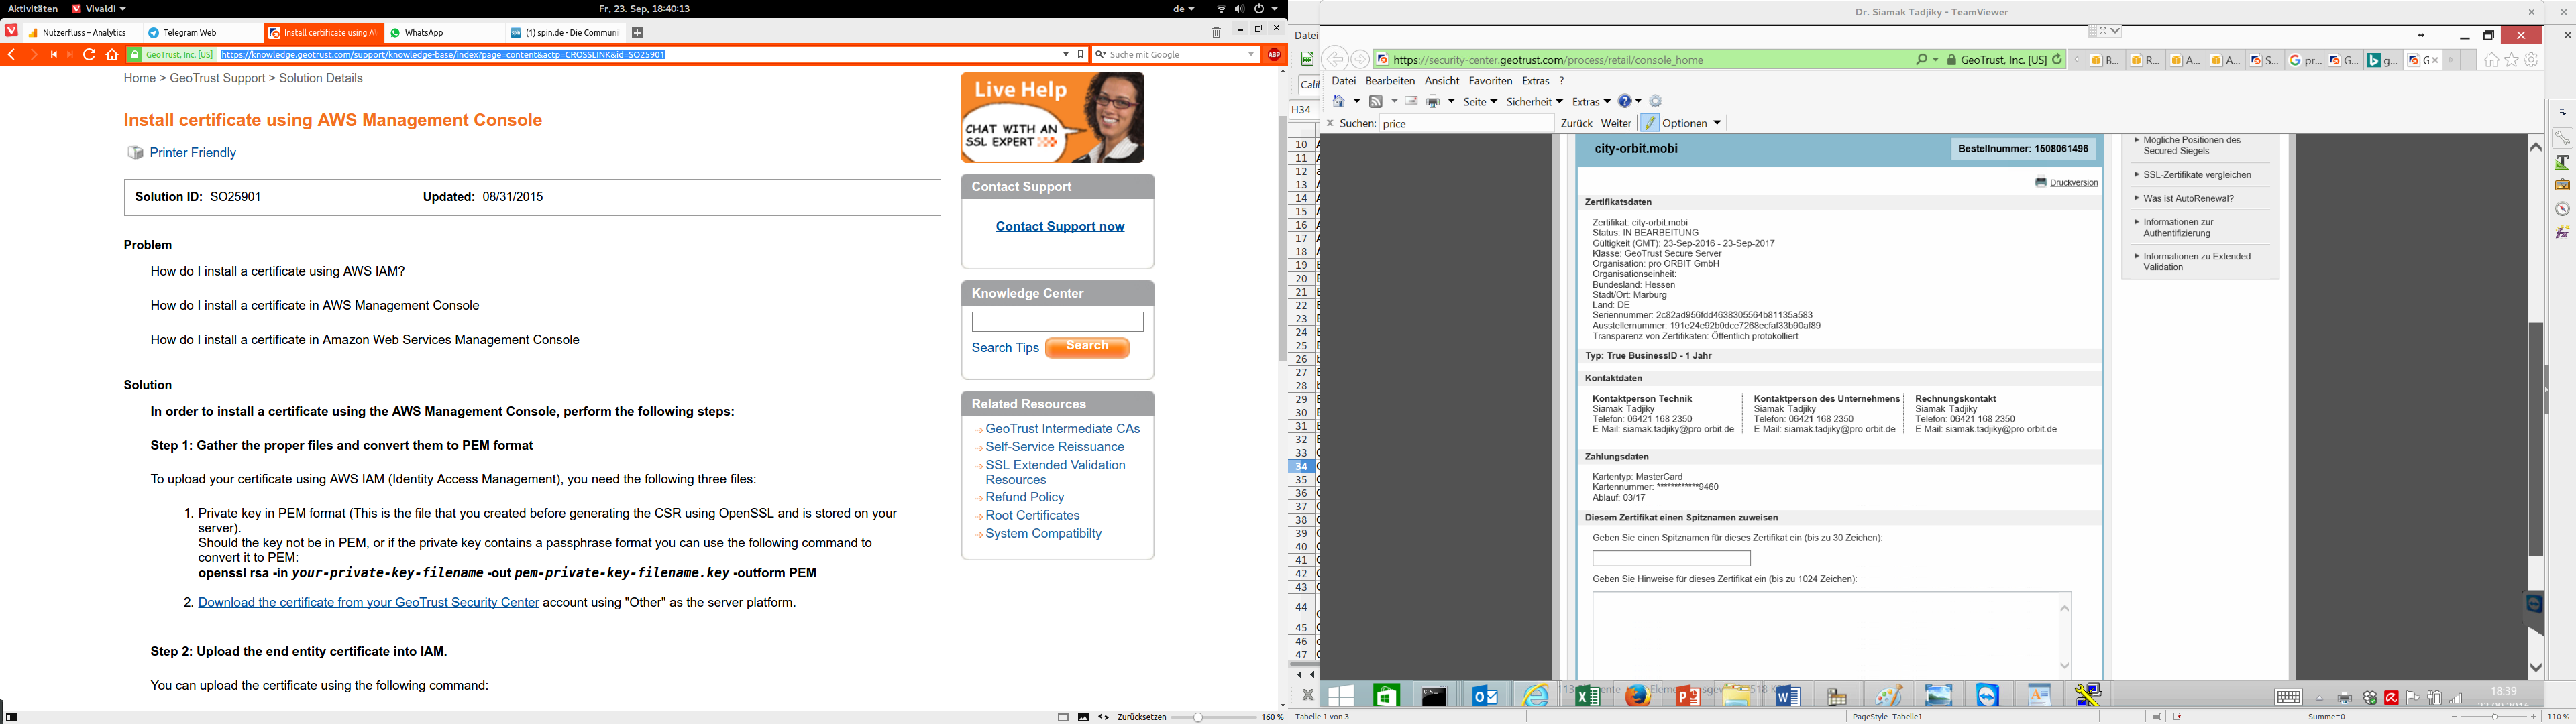 Aktivitäten
Vivaldi
Fr, 23. Sep, 18:40:13
de
Nutzerfluss – Analytics
Telegram Web
Install certificate using AW
WhatsApp
(1) spin.de - Die Commun
GeoTrust, Inc. [US]
https://knowledge.geotrust.com/support/knowledge-base/index?page=content&actp=CROSSLINK&id=SO25901
Suche mit Google
ABP
Home > GeoTrust Support > Solution Details
Install certificate using AWS Management Console
Printer Friendly
Solution ID: SO25901
Updated: 08/31/2015
Problem
How do I install a certificate using AWS IAM?
How do I install a certificate in AWS Management Console
How do I install a certificate in Amazon Web Services Management Console
Solution
In order to install a certificate using the AWS Management Console, perform the following steps:
Step 1: Gather the proper files and convert them to PEM format
To upload your certificate using AWS IAM (Identity Access Management), you need the following three files:
1. Private key in PEM format (This is the file that you created before generating the CSR using OpenSSL and is stored on your
server).
Should the key not be in PEM, or if the private key contains a passphrase format you can use the following command to
convert it to PEM:
openssl rsa -in your-private-key-filename -out pem-private-key-filename.key -outform PEM
2. Download the certificate from your GeoTrust Security Center account using "Other" as the server platform.
Step 2: Upload the end entity certificate into IAM.
You can upload the certificate using the following command:
Live Help
CHAT WITH AN
SSL EXPERT
Contact Support
Contact Support now
Knowledge Center
Search Tips
Search
Related Resources
GeoTrust Intermediate CAs
Self-Service Reissuance
SSL Extended Validation
Resources
Refund Policy
Root Certificates
System Compatibilty
Zurücksetzen
160 %
Datei
Calib
H34
10
11
12
13
14
15
16
17
18
19
20
21
22
23
24
25
26
27
28
29
30
31
32
33
34
35
36
37
38
39
40
41
42
43
44
45
46
47
Dr. Siamak Tadjiky - TeamViewer
https://security-center.geotrust.com/process/retail/console_home
GeoTrust, Inc. [US]
B...
R...
A...
A...
S...
pr...
G...
g...
G
Datei Bearbeiten Ansicht Favoriten Extras ?
Seite
Sicherheit
Extras
Suchen: price
Zurück Weiter
Optionen
city-orbit.mobi
Bestellnummer: 1508061496
Druckversion
Zertifikatsdaten
Zertifikat: city-orbit.mobi
Status: IN BEARBEITUNG
Gültigkeit (GMT): 23-Sep-2016 - 23-Sep-2017
Klasse: GeoTrust Secure Server
Organisation: pro ORBIT GmbH
Organisationseinheit:
Bundesland: Hessen
Stadt/Ort: Marburg
Land: DE
Seriennummer: 2c82ad956fdd4638305564b81135a583
Ausstellernummer: 191e24e92b0dce7268ecfaf33b90af89
Transparenz von Zertifikaten: Öffentlich protokolliert
Typ: True BusinessID - 1 Jahr
Kontaktdaten
Kontaktperson Technik
Siamak Tadjiky
Telefon: 06421 168 2350
E-Mail: siamak.tadjiky@pro-orbit.de
Kontaktperson des Unternehmens
Siamak Tadjiky
Telefon: 06421 168 2350
E-Mail: siamak.tadjiky@pro-orbit.de
Rechnungskontakt
Siamak Tadjiky
Telefon: 06421 168 2350
E-Mail: siamak.tadjiky@pro-orbit.de
Zahlungsdaten
Kartentyp: MasterCard
Kartennummer: ************9460
Ablauf: 03/17
Diesem Zertifikat einen Spitznamen zuweisen
Geben Sie einen Spitznamen für dieses Zertifikat ein (bis zu 30 Zeichen):
Geben Sie Hinweise für dieses Zertifikat ein (bis zu 1024 Zeichen):
Mögliche Positionen des
Secured-Siegels
SSL-Zertifikate vergleichen
Was ist AutoRenewal?
Informationen zur
Authentifizierung
Informationen zu Extended
Validation
18:39
Tabelle 1 von 3
PageStyle_Tabelle1
Summe=0
110 %